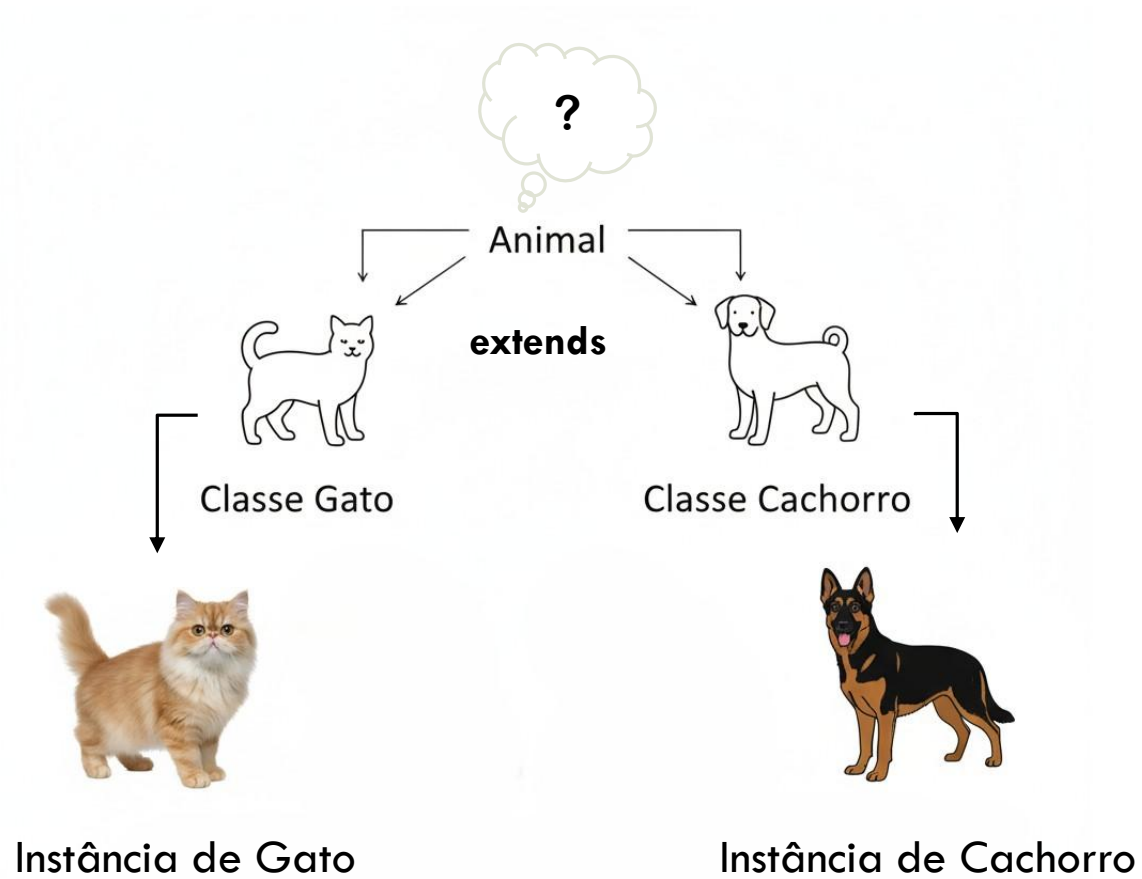 ?
Animal
extends
Classe Gato
Classe Cachorro
Instância de Gato
Instância de Cachorro